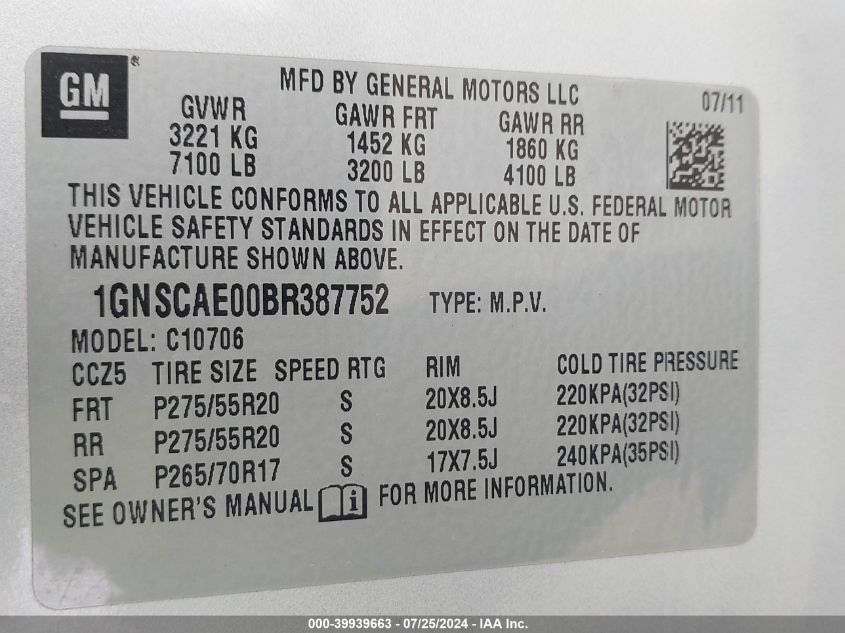 GM ®
MFD BY GENERAL MOTORS LLC 07/11
GVWR GAWR FRT GAWR RR
3221 KG 1452 KG 1860 KG
7100 LB 3200 LB 4100 LB
THIS VEHICLE CONFORMS TO ALL APPLICABLE U.S. FEDERAL MOTOR
VEHICLE SAFETY STANDARDS IN EFFECT ON THE DATE OF
MANUFACTURE SHOWN ABOVE.
1GNSCAE00BR387752 TYPE: M.P.V.
MODEL: C10706
CCZ5 TIRE SIZE SPEED RTG RIM COLD TIRE PRESSURE
FRT P275/55R20 S 20X8.5J 220KPA(32PSI)
RR P275/55R20 S 20X8.5J 220KPA(32PSI)
SPA P265/70R17 S 17X7.5J 240KPA(35PSI)
SEE OWNER'S MANUAL i FOR MORE INFORMATION.
000-39939663 - 07/25/2024 - IAA Inc.